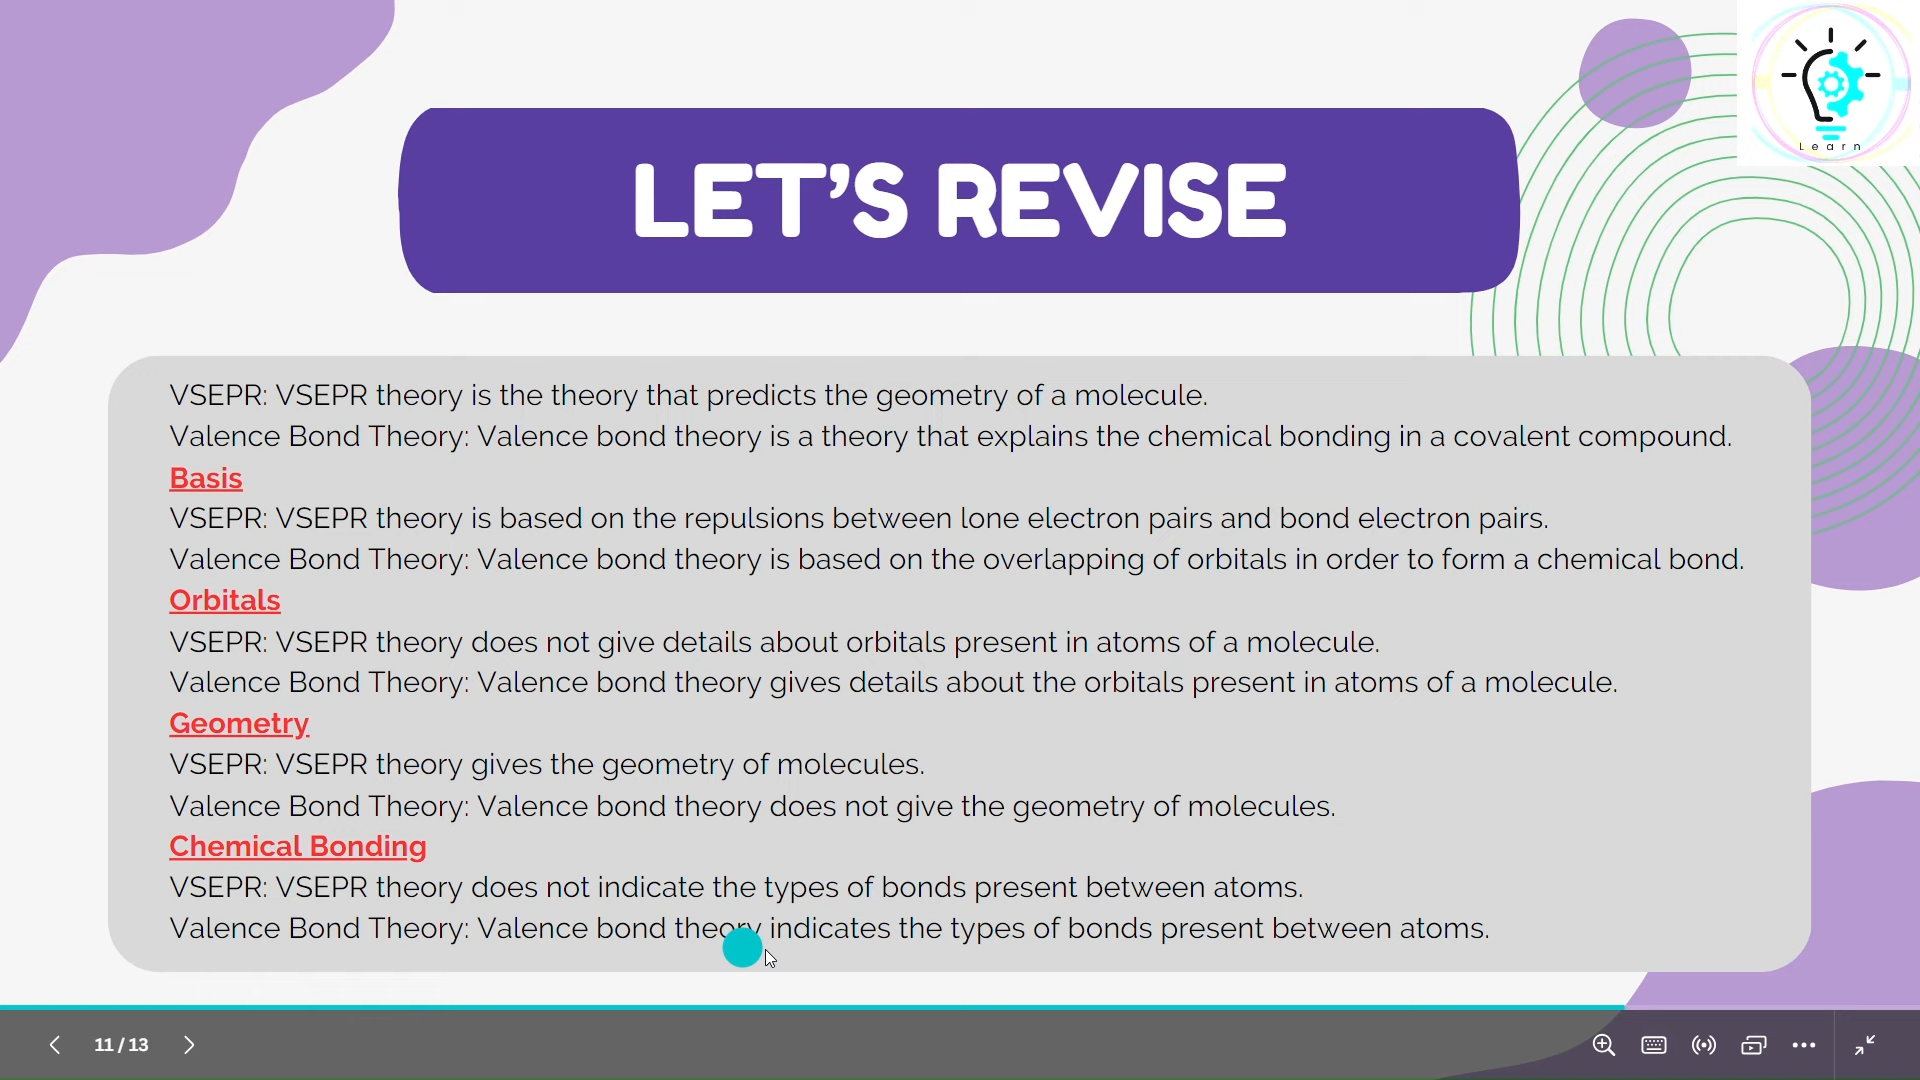 Learn
LET’S REVISE
VSEPR: VSEPR theory is the theory that predicts the geometry of a molecule.
Valence Bond Theory: Valence bond theory is a theory that explains the chemical bonding in a covalent compound.
Basis
VSEPR: VSEPR theory is based on the repulsions between lone electron pairs and bond electron pairs.
Valence Bond Theory: Valence bond theory is based on the overlapping of orbitals in order to form a chemical bond.
Orbitals
VSEPR: VSEPR theory does not give details about orbitals present in atoms of a molecule.
Valence Bond Theory: Valence bond theory gives details about the orbitals present in atoms of a molecule.
Geometry
VSEPR: VSEPR theory gives the geometry of molecules.
Valence Bond Theory: Valence bond theory does not give the geometry of molecules.
Chemical Bonding
VSEPR: VSEPR theory does not indicate the types of bonds present between atoms.
Valence Bond Theory: Valence bond theory indicates the types of bonds present between atoms.
11 / 13